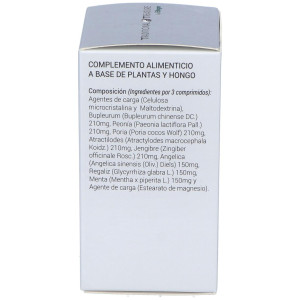 COMPLEMENTO ALIMENTICIO
A BASE DE PLANTAS Y HONGO
Composición (Ingredientes por 3 comprimidos):
Agentes de carga (Celulosa
microcristalina y Maltodextrina),
Bupleurum (Bupleurum chinense DC.)
210mg, Peonia (Paeonia lactiflora Pall.)
210mg, Poria (Poria cocos Wolf) 210mg,
Atractilodes (Atractylodes macrocephala
Koidz.) 210mg, Jengibre (Zingiber
officinale Rosc.) 210mg, Angelica
(Angelica sinensis (Oliv.) Diels) 150mg,
Regaliz (Glycyrrhiza glabra L.) 150mg,
Menta (Mentha x piperita L.) 150mg y
Agente de carga (Estearato de magnesio).